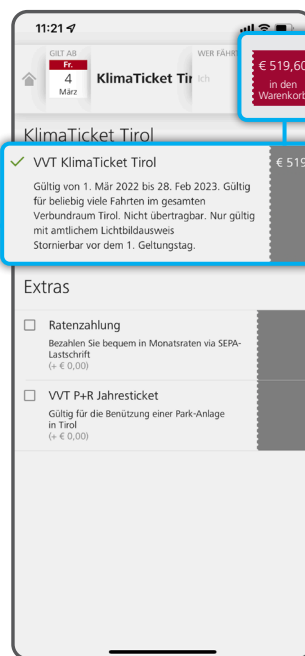 11:21
GILT AB
WER FÄHRT
Fr.
4
März
KlimaTicket Tir
Ich
€ 519,60
in den
Warenkorb
KlimaTicket Tirol
VVT KlimaTicket Tirol
€ 519
Gültig von 1. Mär 2022 bis 28. Feb 2023. Gültig
für beliebig viele Fahrten im gesamten
Verbundraum Tirol. Nicht übertragbar. Nur gültig
mit amtlichem Lichtbildausweis
Stornierbar vor dem 1. Geltungstag.
Extras
Ratenzahlung
Bezahlen Sie bequem in Monatsraten via SEPA-
Lastschrift
(+ € 0,00)
VVT P+R Jahresticket
Gültig für die Benützung einer Park-Anlage
in Tirol
(+ € 0,00)